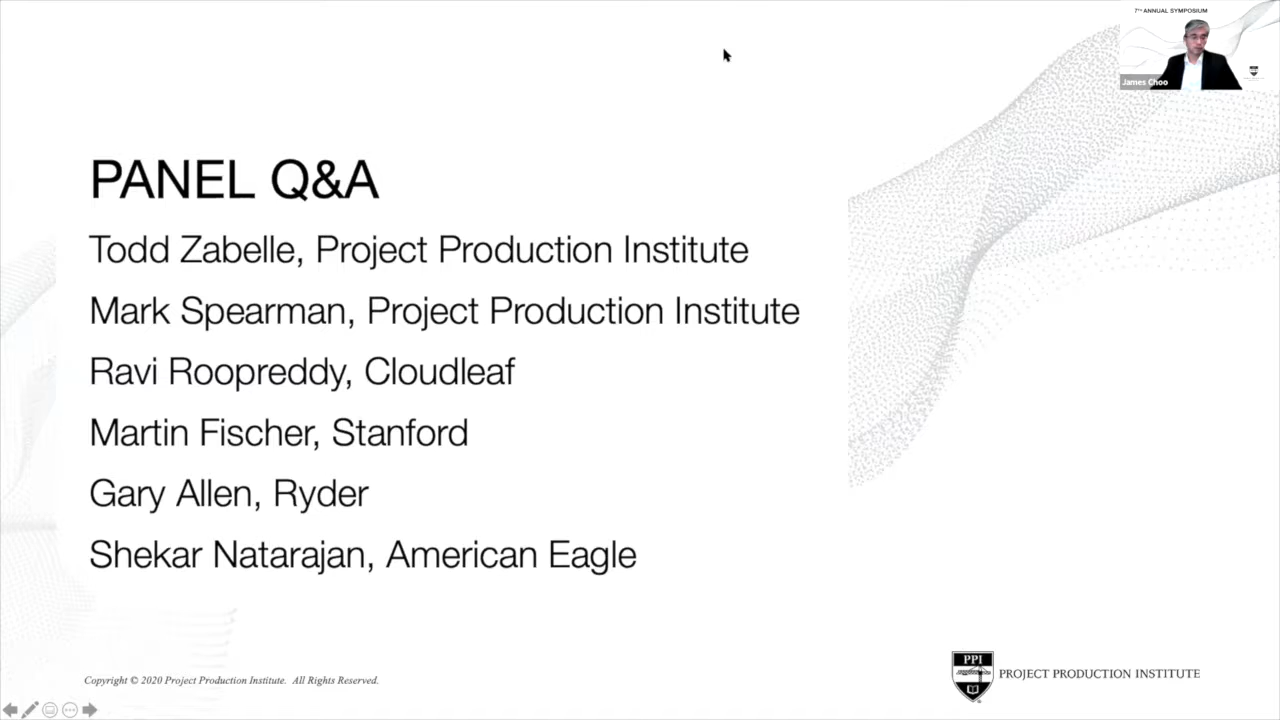 7TH ANNUAL SYMPOSIUM
James Choo
PANEL Q&A
Todd Zabelle, Project Production Institute
Mark Spearman, Project Production Institute
Ravi Roopreddy, Cloudleaf
Martin Fischer, Stanford
Gary Allen, Ryder
Shekar Natarajan, American Eagle
Copyright © 2020 Project Production Institute. All Rights Reserved.
PPI
PROJECT PRODUCTION INSTITUTE